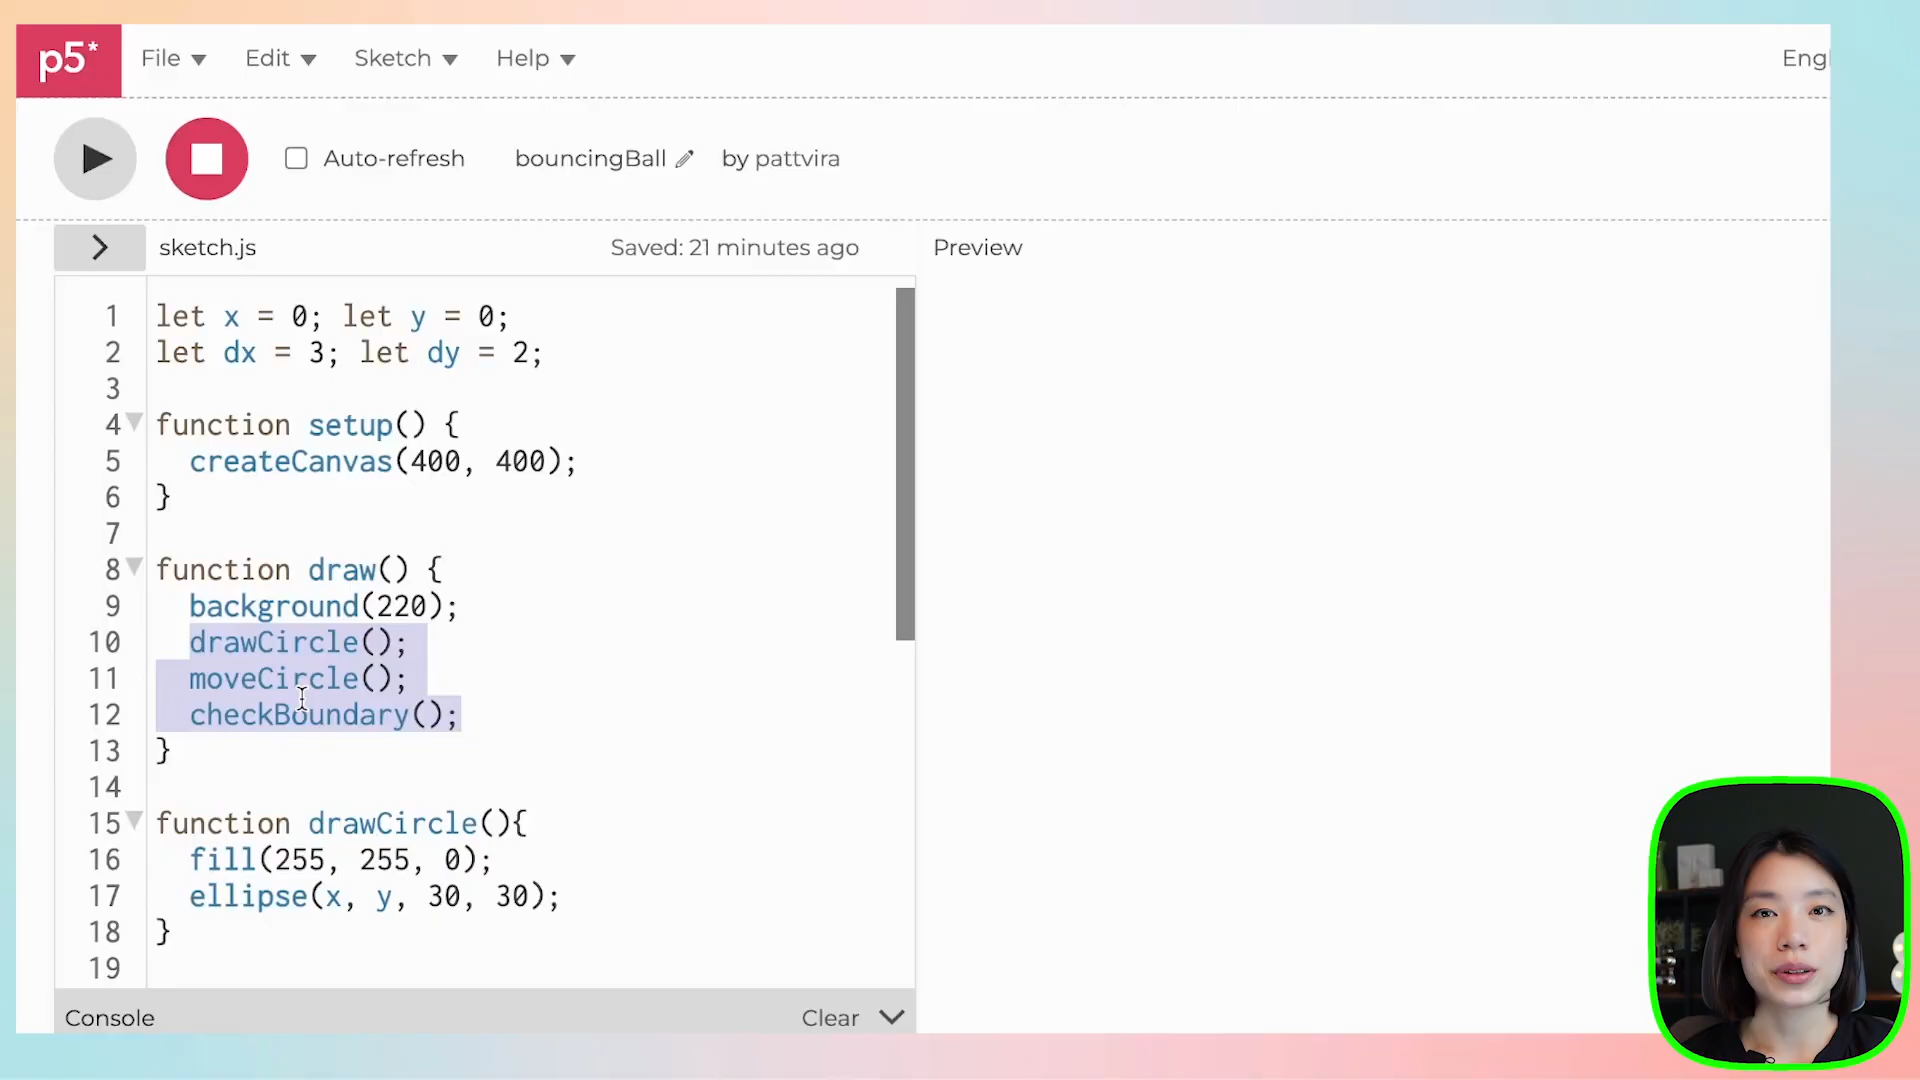 p5* File Edit Sketch Help Engl
Auto-refresh bouncingBall by pattvira
sketch.js Saved: 21 minutes ago Preview
1 let x = 0; let y = 0;
2 let dx = 3; let dy = 2;
3
4 function setup() {
5 createCanvas(400, 400);
6 }
7
8 function draw() {
9 background(220);
10 drawCircle();
11 moveCircle();
12 checkBoundary();
13 }
14
15 function drawCircle(){
16 fill(255, 255, 0);
17 ellipse(x, y, 30, 30);
18 }
19
Console Clear